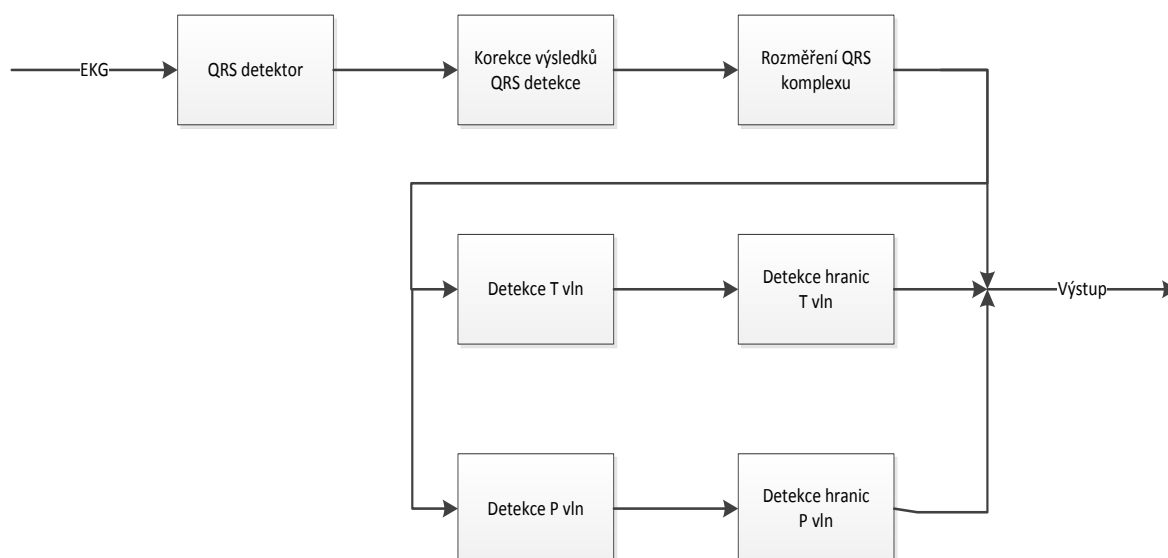 EKG
QRS detektor
Korekce výsledků
QRS detekce
Rozměření QRS
komplexu
Detekce T vln
Detekce hranic
T vln
Výstup
Detekce P vln
Detekce hranic
P vln